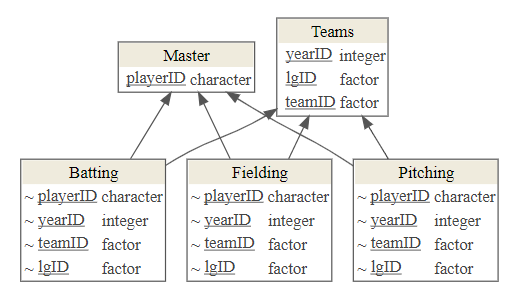 Teams
yearID integer
lgID factor
teamID factor
Master
playerID character
Batting
~ playerID character
~ yearID integer
~ teamID factor
~ lgID factor
Fielding
~ playerID character
~ yearID integer
~ teamID factor
~ lgID factor
Pitching
~ playerID character
~ yearID integer
~ teamID factor
~ lgID factor